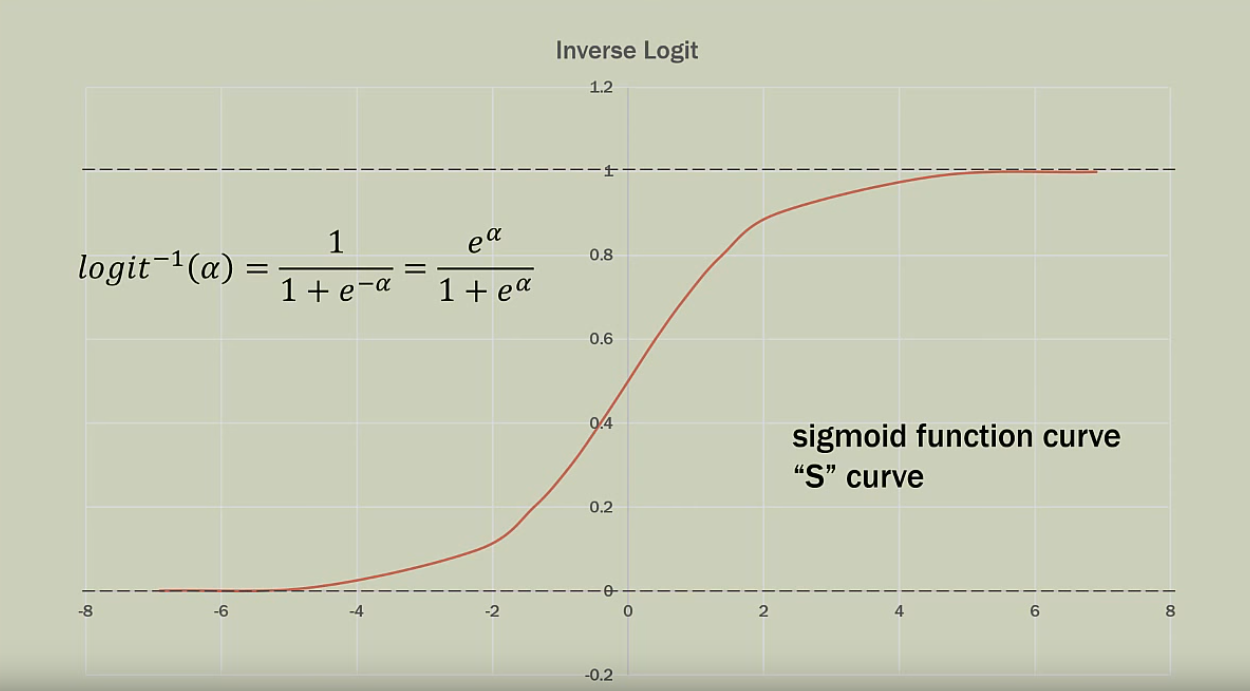 Inverse Logit
1.2
1
0.8
0.6
0.4
0.2
0
-0.2
-8 -6 -4 -2 0 2 4 6 8
logit⁻¹(α) = 1 / (1 + e^−α) = e^α / (1 + e^α)
sigmoid function curve
“S” curve